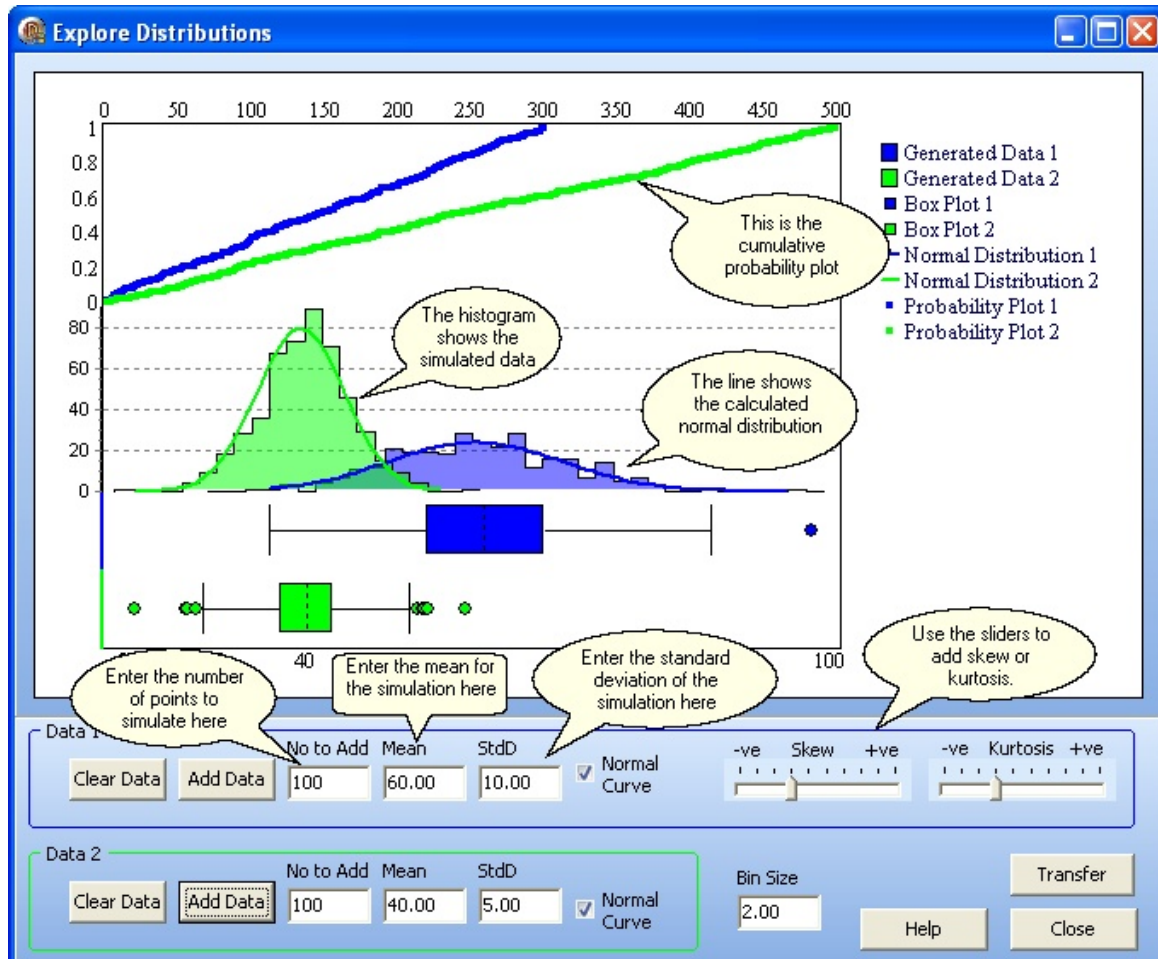 Explore Distributions
0 50 100 150 200 250 300 350 400 450 500
1
0.8
0.6
0.4
0.2
0
80
60
40
20
0
Generated Data 1
Generated Data 2
Box Plot 1
Box Plot 2
Normal Distribution 1
Normal Distribution 2
Probability Plot 1
Probability Plot 2
This is the
cumulative
probability plot
The histogram
shows the
simulated data
The line shows
the calculated
normal distribution
40 100
Enter the number
of points to
simulate here
Enter the mean for
the simulation here
Enter the standard
deviation of the
simulation here
Use the sliders to
add skew or
kurtosis.
Data 1
No to Add Mean StdD
Clear Data Add Data 100 60.00 10.00 Normal
Curve
-ve Skew +ve -ve Kurtosis +ve
Data 2
No to Add Mean StdD
Clear Data Add Data 100 40.00 5.00 Normal
Curve
Bin Size
2.00
Transfer
Help Close